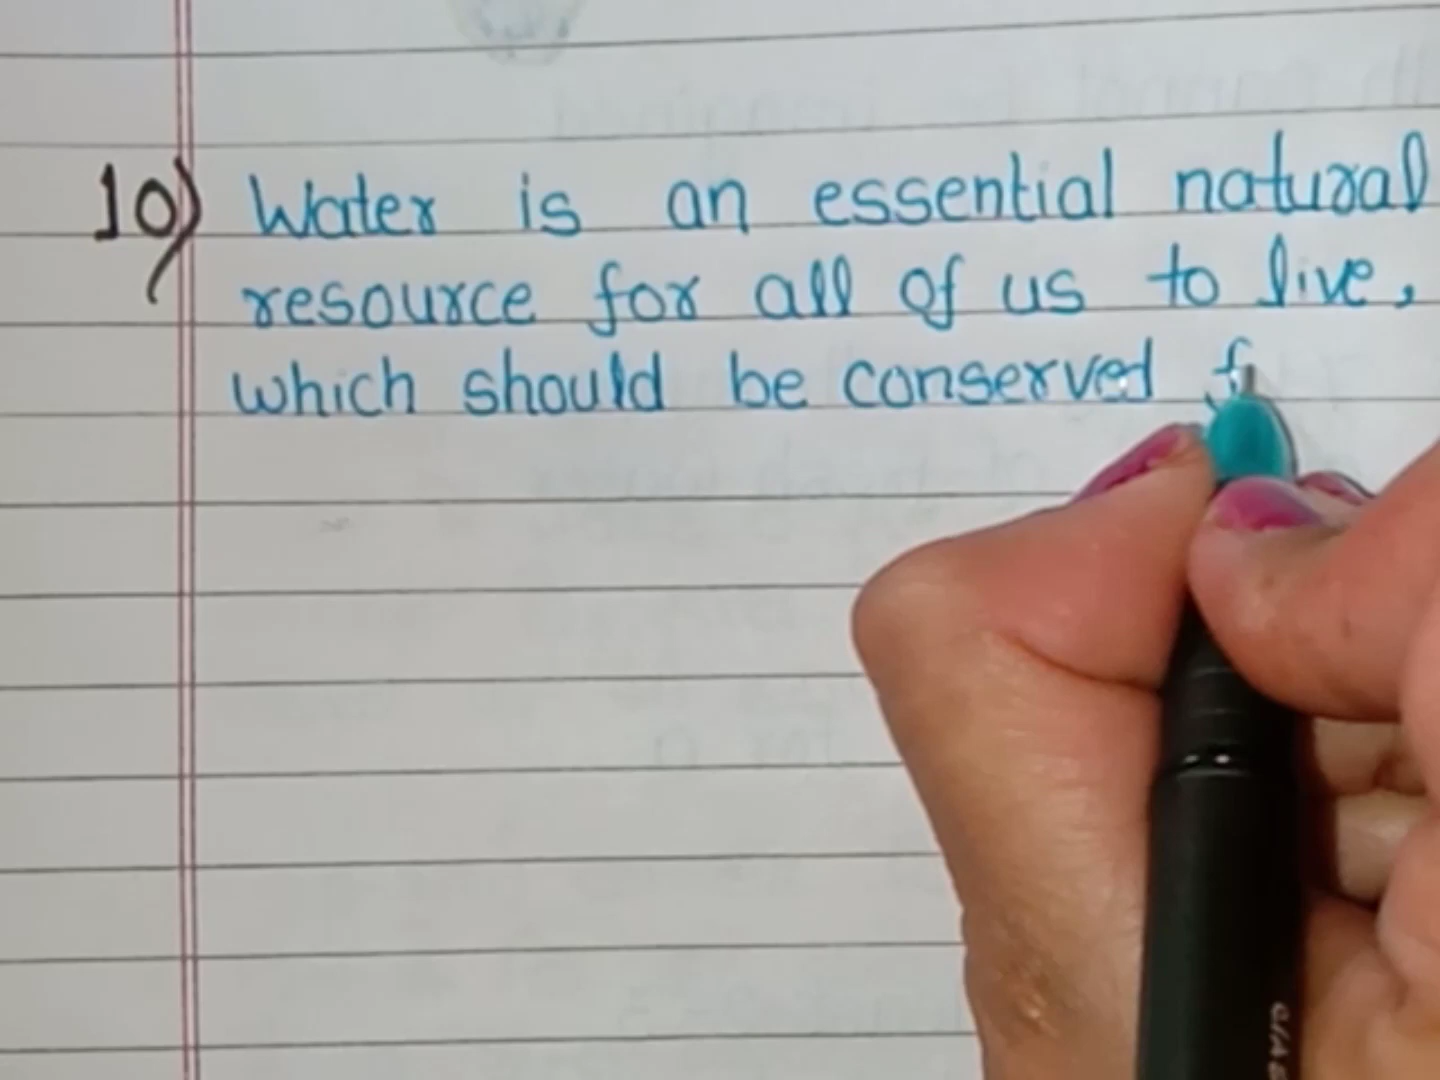 10) Water is an essential natural
resource for all of us to live,
which should be conserved f